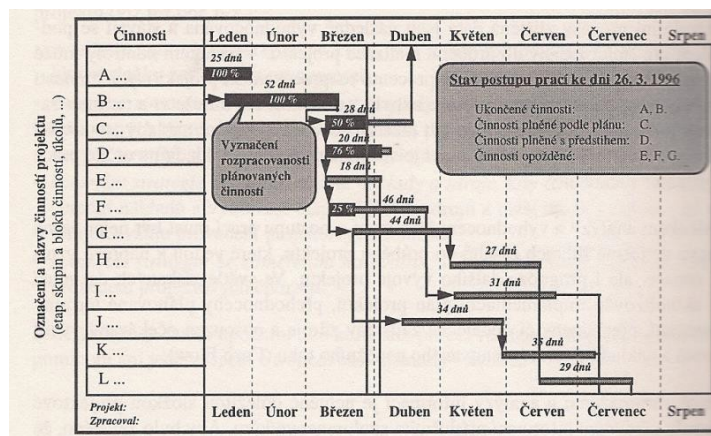 Činnosti
Leden Únor Březen Duben Květen Červen Červenec Srpen
Označení a názvy činností projektu
(etap, skupin a bloků činností, úkolů, ...)
A ...
B ...
C ...
D ...
E ...
F ...
G ...
H ...
I ...
J ...
K ...
L ...
25 dnů
100 %
52 dnů
100 %
28 dnů
50 %
20 dnů
76 %
18 dnů
46 dnů
25 %
44 dnů
27 dnů
31 dnů
34 dnů
35 dnů
29 dnů
Vyznačení
rozpracovanosti
plánovaných
činností
Stav postupu prací ke dni 26. 3. 1996
Ukončené činnosti: A, B.
Činnosti plněné podle plánu: C.
Činnosti plněné s předstihem: D.
Činnosti opožděné: E, F, G.
Projekt:
Zpracoval:
Leden Únor Březen Duben Květen Červen Červenec Srpen